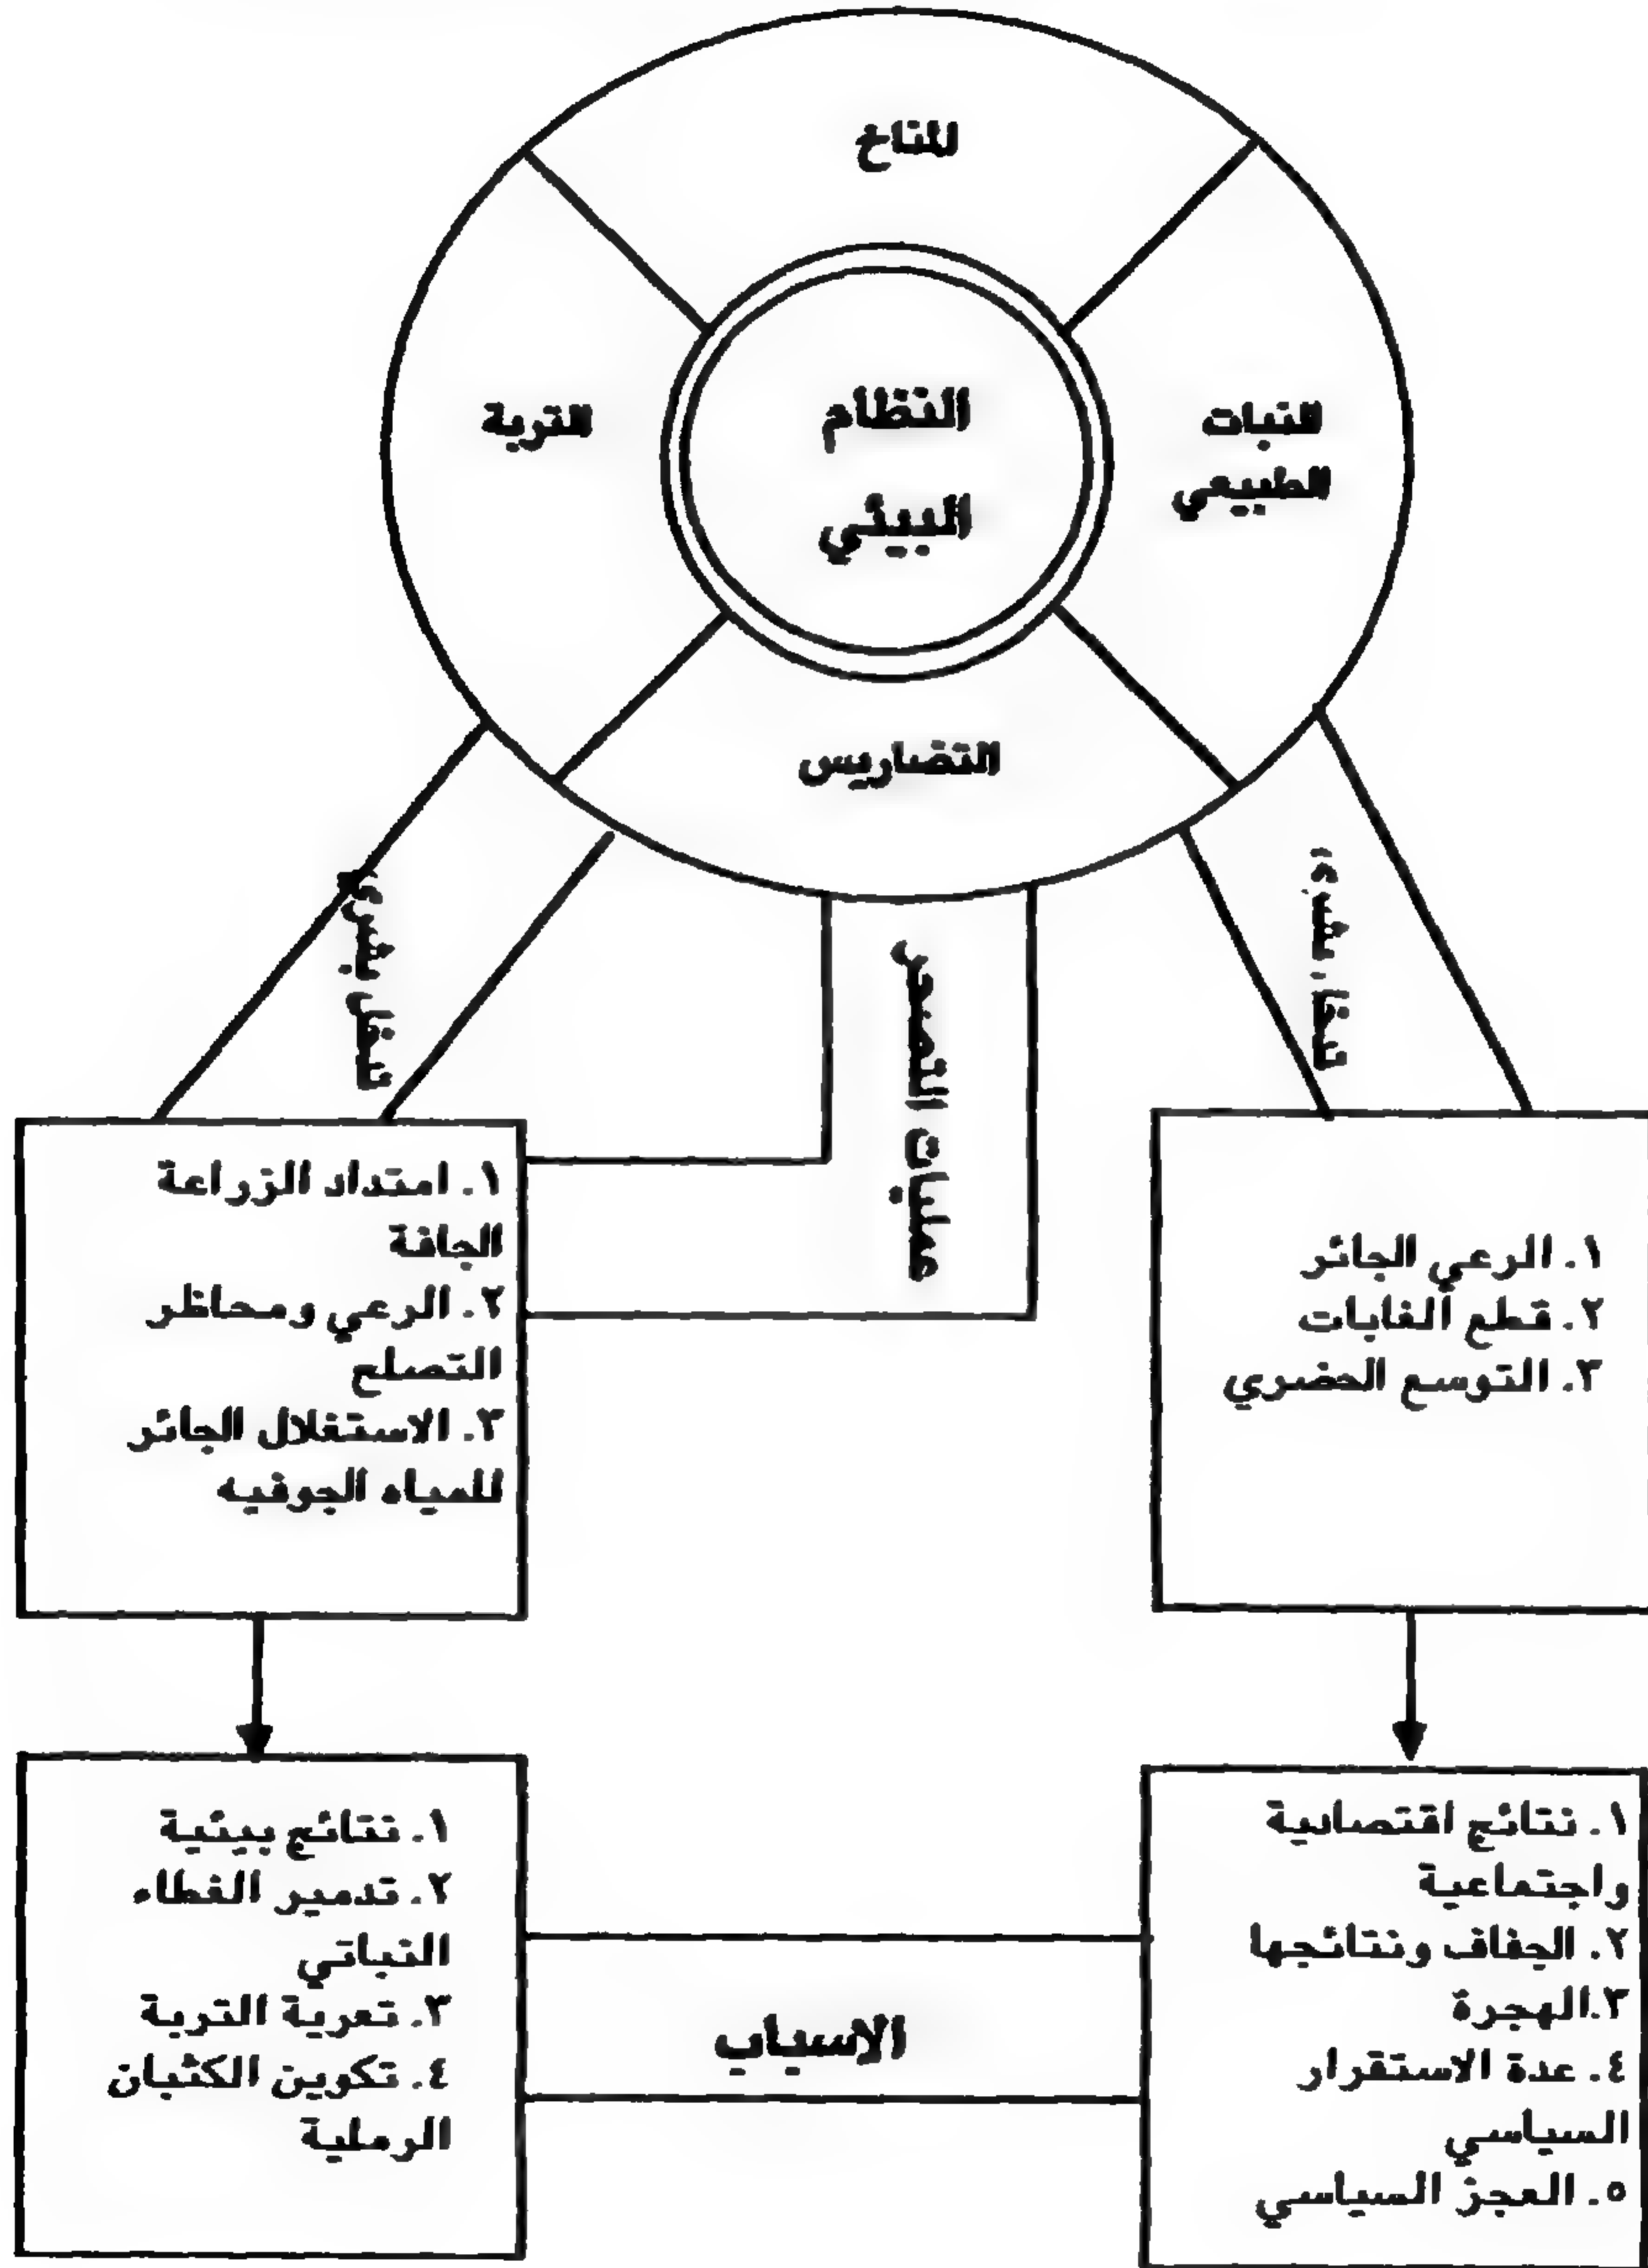 المناخ
النبات
الطبيعي
النظام
البيئي
التربة
التضاريس
تدخل بشري
عمليات التصحر
تدخل بشري
١. الرعي الجائر
٢. قطع الغابات
٣. التوسع الحضري
١. امتداد الزراعة
الجافة
٢. الرعي ومحاظر
التصلح
٣. الاستغلال الجائر
للمياه الجوفيه
١. نتائج اقتصادية
واجتماعية
٢. الجفاف ونتائجها
٣.الهجرة
٤. عدة الاستقرار
السياسي
٥. العجز السياسي
الاسباب
١. نتائج بيئية
٢. تدمير الغطاء
النباتي
٣. تعرية التربة
٤. تكوين الكثبان
الرملية